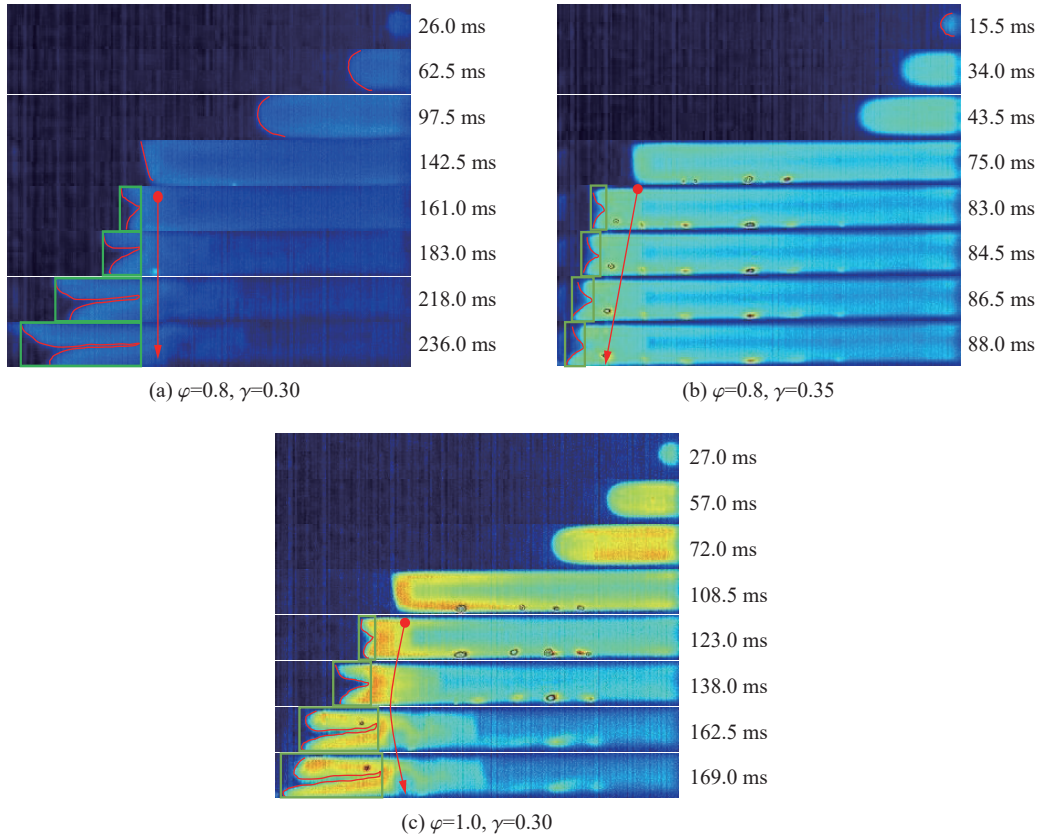 26.0 ms
62.5 ms
97.5 ms
142.5 ms
161.0 ms
183.0 ms
218.0 ms
236.0 ms
(a) φ=0.8, γ=0.30
15.5 ms
34.0 ms
43.5 ms
75.0 ms
83.0 ms
84.5 ms
86.5 ms
88.0 ms
(b) φ=0.8, γ=0.35
27.0 ms
57.0 ms
72.0 ms
108.5 ms
123.0 ms
138.0 ms
162.5 ms
169.0 ms
(c) φ=1.0, γ=0.30